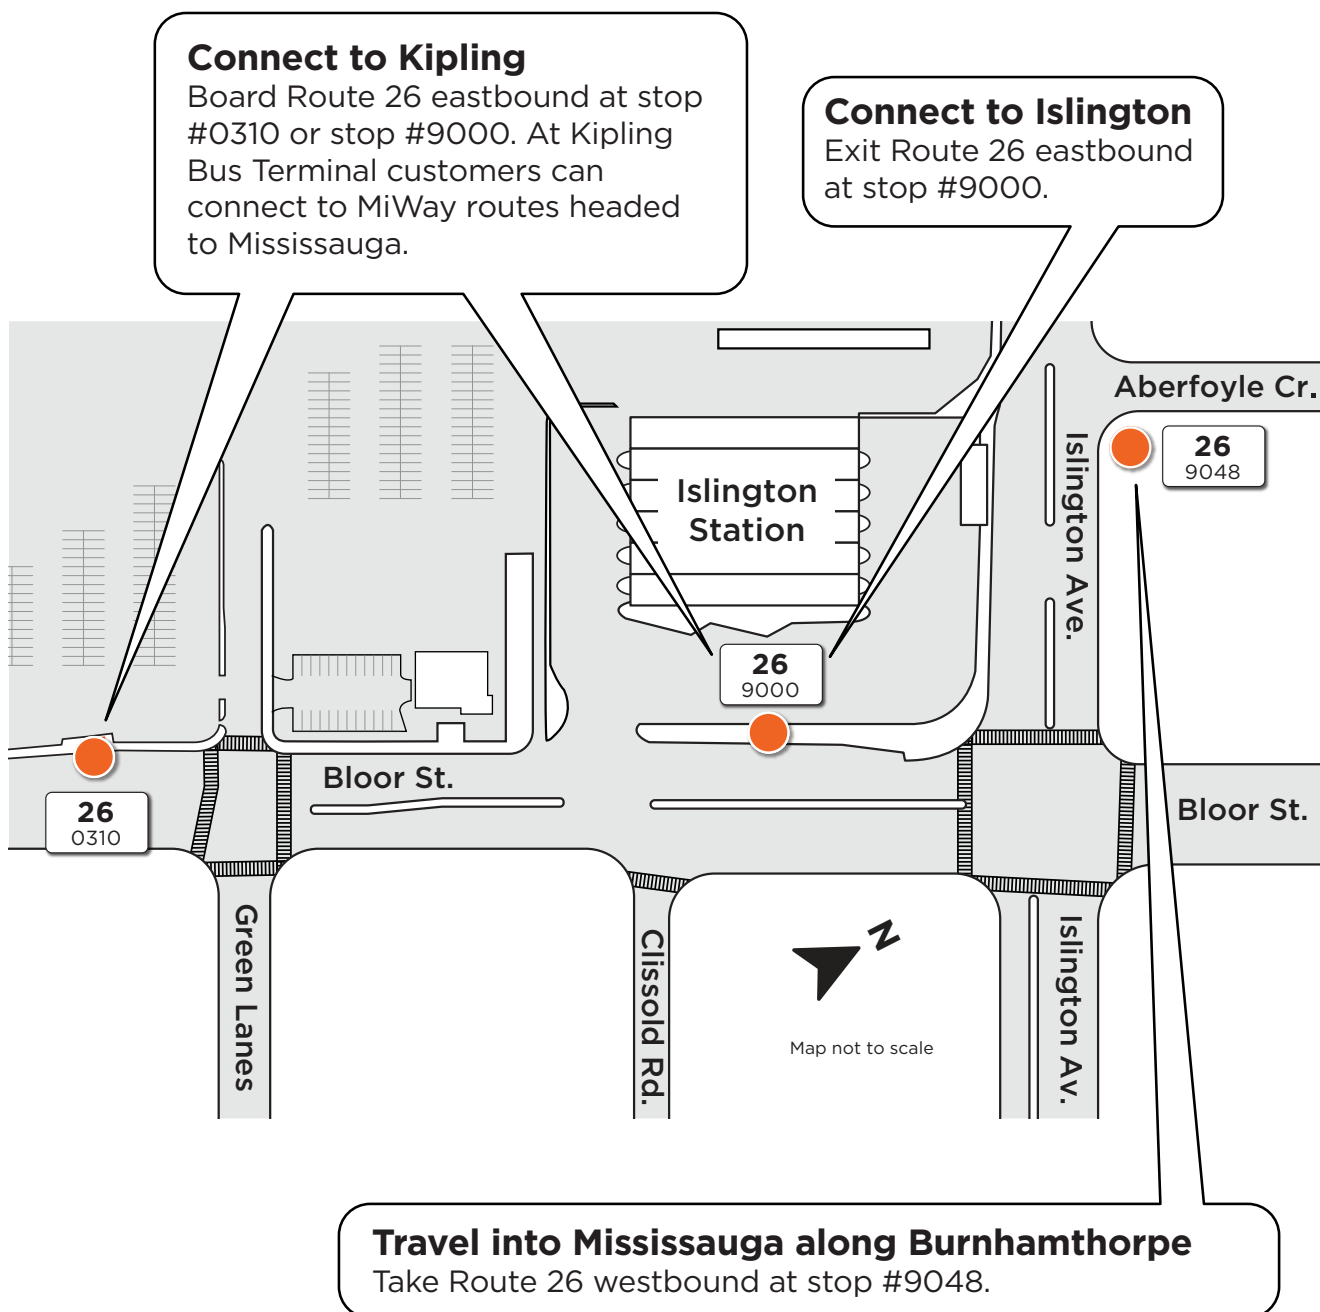 Connect to Kipling
Board Route 26 eastbound at stop
#0310 or stop #9000. At Kipling
Bus Terminal customers can
connect to MiWay routes headed
to Mississauga.
Connect to Islington
Exit Route 26 eastbound
at stop #9000.
Aberfoyle Cr.
26
9048
Islington Ave.
Islington
Station
26
9000
Bloor St.
26
0310
Bloor St.
Green Lanes
Clissold Rd.
N
Map not to scale
Islington Av.
Travel into Mississauga along Burnhamthorpe
Take Route 26 westbound at stop #9048.